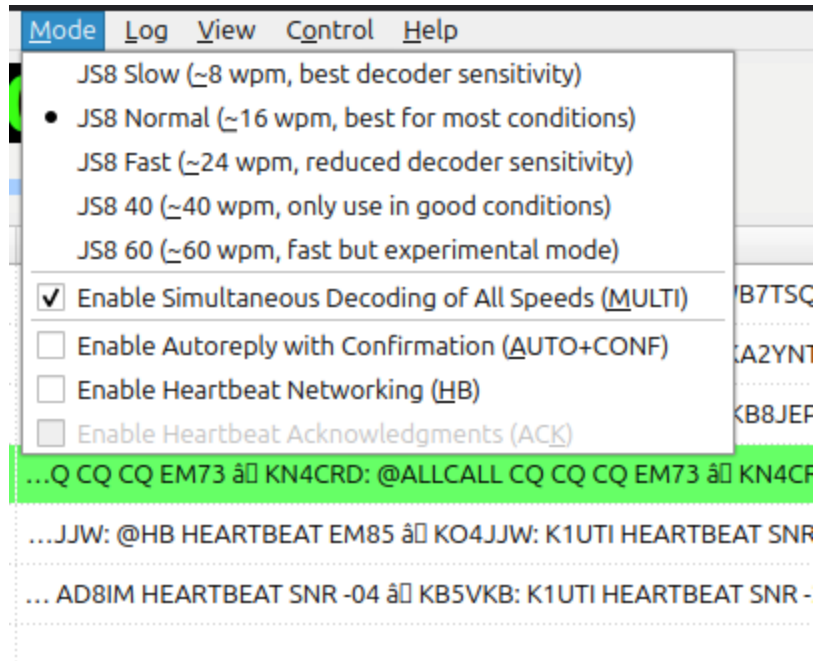 Mode Log View Control Help
JS8 Slow (~8 wpm, best decoder sensitivity)
JS8 Normal (~16 wpm, best for most conditions)
JS8 Fast (~24 wpm, reduced decoder sensitivity)
JS8 40 (~40 wpm, only use in good conditions)
JS8 60 (~60 wpm, fast but experimental mode)
Enable Simultaneous Decoding of All Speeds (MULTI)
B7TSQ
Enable Autoreply with Confirmation (AUTO+CONF)
KA2YNT
Enable Heartbeat Networking (HB)
KB8JEP
Enable Heartbeat Acknowledgments (ACK)
…Q CQ CQ EM73 â▯ KN4CRD: @ALLCALL CQ CQ CQ EM73 â▯ KN4CR
…JJW: @HB HEARTBEAT EM85 â▯ KO4JJW: K1UTI HEARTBEAT SNR
… AD8IM HEARTBEAT SNR -04 â▯ KB5VKB: K1UTI HEARTBEAT SNR -